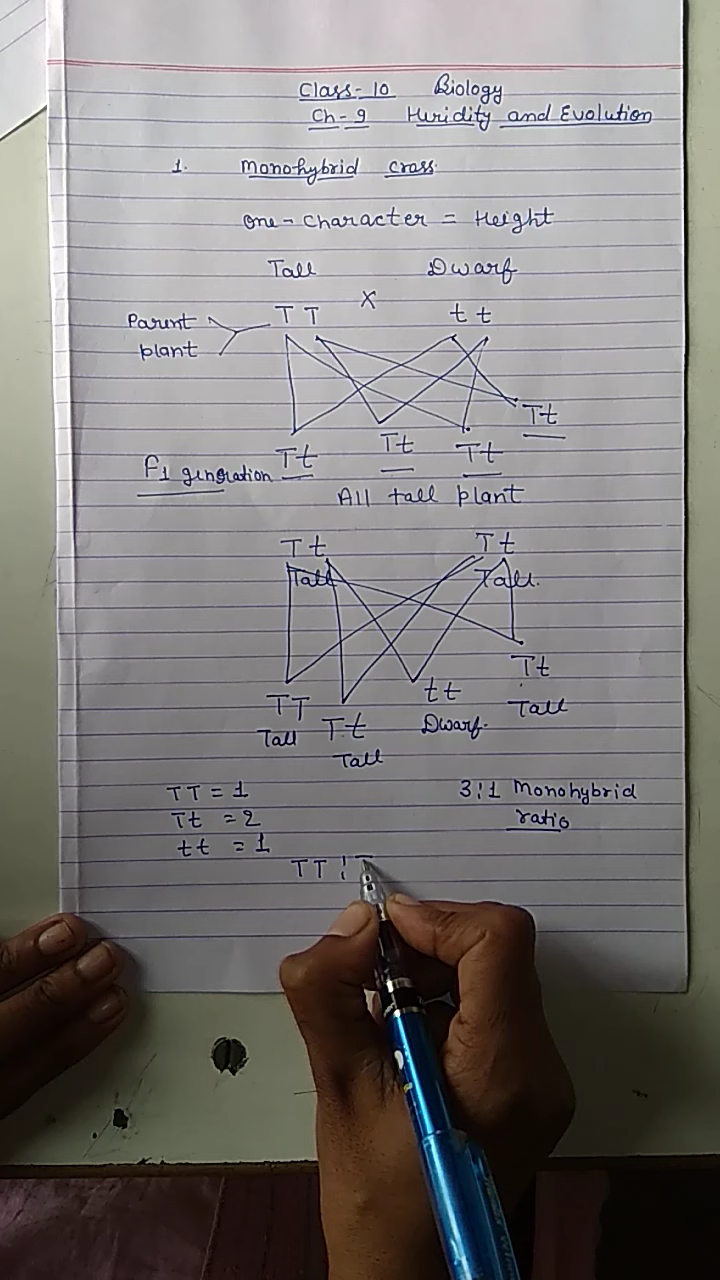 Class-10 Biology
Ch-9 Huridity and Evolution
1. Monohybrid cross
One-Character = Height
Tall Dwarf
TT X tt
Parent
plant
Tt
Tt Tt Tt
F1 genration
All tall plant
Tt Tt
Tall Tall.
Tt
TT Tt tt
Tall Tall Dwarf. Tall
TT = 1 3:1 Monohybrid
Tt = 2 ratio
tt = 1
TT : T